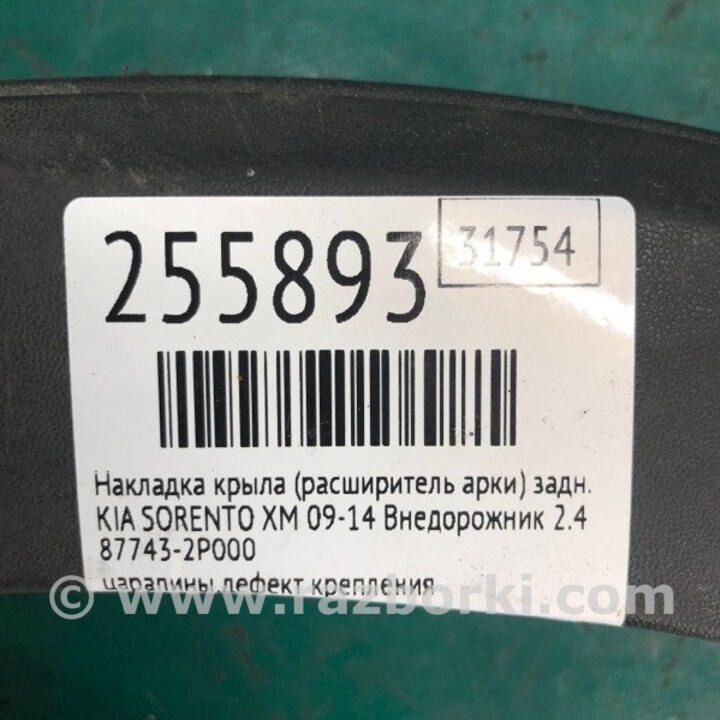 255893
31754
Накладка крыла (расширитель арки) задн.
KIA SORENTO XM 09-14 Внедорожник 2.4
87743-2P000
царапины,дефект крепления
© www.razborki.com